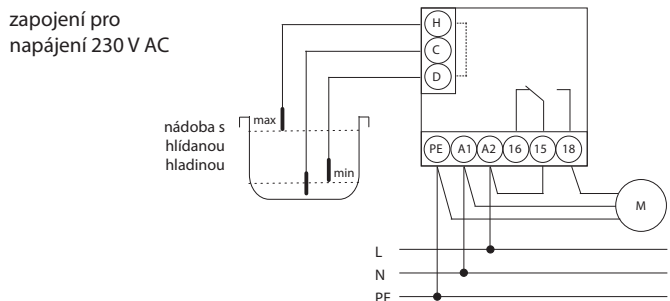 zapojení pro
napájení 230 V AC
H
C
D
max
nádoba s
hlídanou
hladinou
min
PE A1 A2 16 15 18
M
L
N
PE